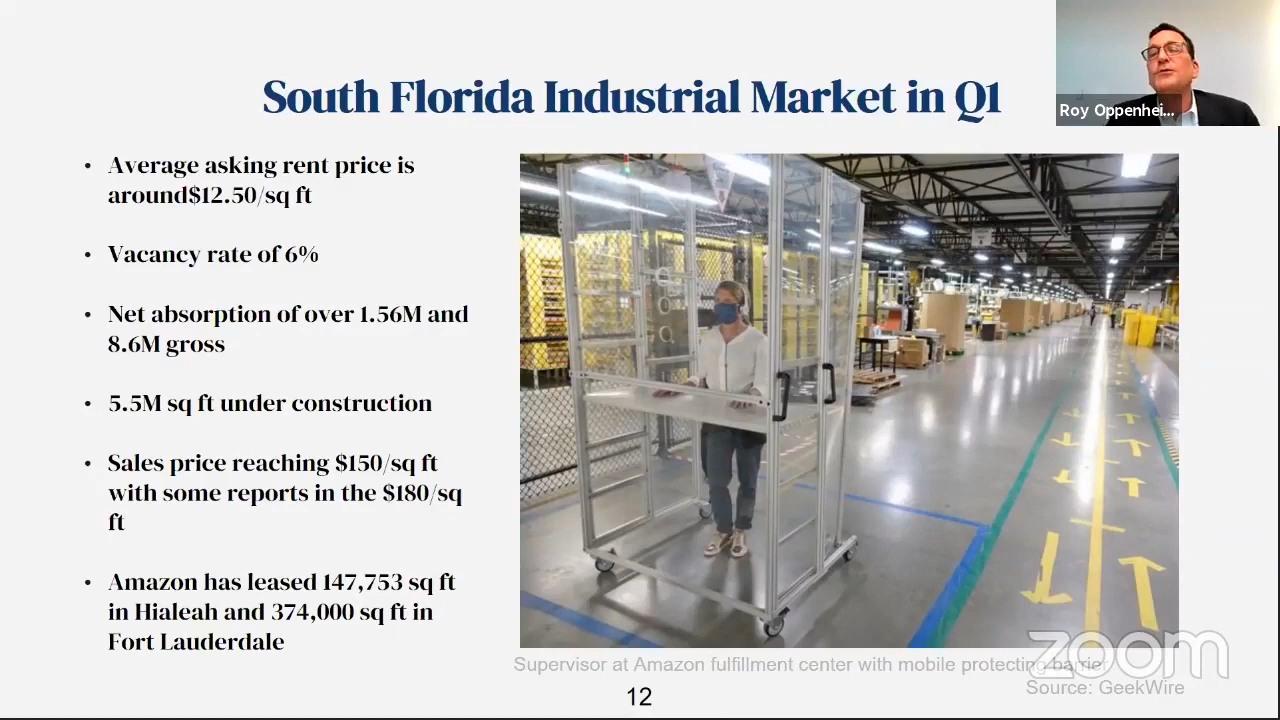 South Florida Industrial Market in Q1
Roy Oppenhei...
• Average asking rent price is
around$12.50/sq ft
• Vacancy rate of 6%
• Net absorption of over 1.56M and
8.6M gross
• 5.5M sq ft under construction
• Sales price reaching $150/sq ft
with some reports in the $180/sq
ft
• Amazon has leased 147,753 sq ft
in Hialeah and 374,000 sq ft in
Fort Lauderdale
Supervisor at Amazon fulfillment center with mobile protecting barrier
zoom
Source: GeekWire
12